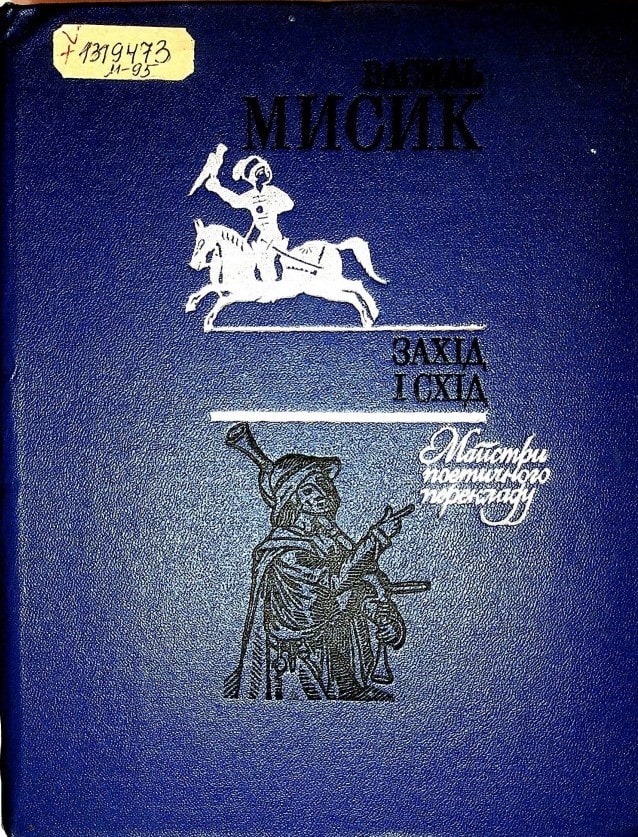 V+1319473
М-95
ВАСИЛЬ
МИСИК
ЗАХІД
І СХІД
Майстри
поетичного
перекладу